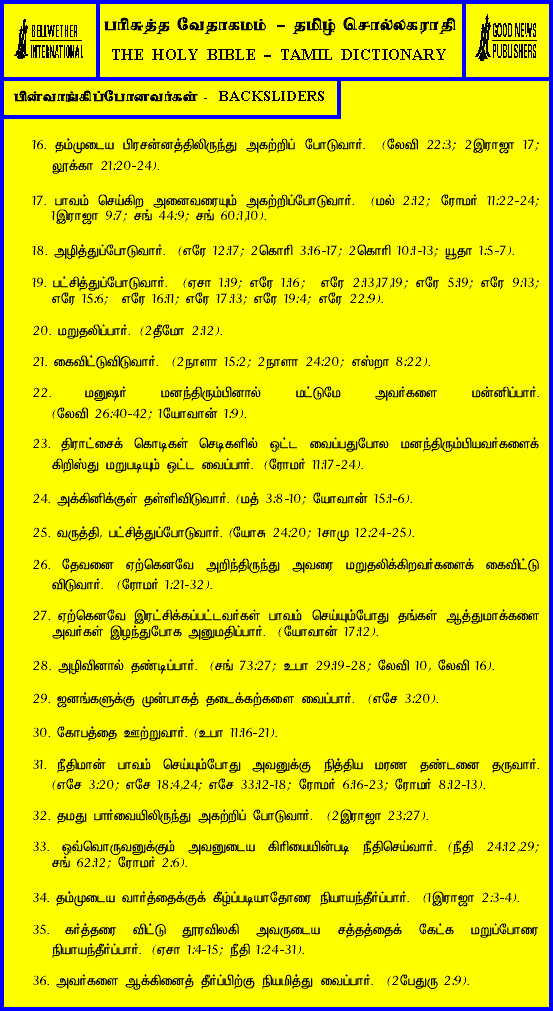 BELLWETHER
INTERNATIONAL
பரிசுத்த வேதாகமம் – தமிழ் சொல்லகராதி
THE HOLY BIBLE – TAMIL DICTIONARY
GOOD NEWS
PUBLISHERS
பின்வாங்கிப்போனவர்கள் - BACKSLIDERS
16. தம்முடைய பிரசன்னத்திலிருந்து அகற்றிப் போடுவார். (லேவி 22:3; 2இராஜா 17;
லூக்கா 21:20-24).
17. பாவம் செய்கிற அனைவரையும் அகற்றிப்போடுவார். (மல் 2:12; ரோமர் 11:22-24;
1இராஜா 9:7; சங் 44:9; சங் 60:1,10).
18. அழித்துப்போடுவார். (எரே 12:17; 2கொரி 3:16-17; 2கொரி 10:1-13; யூதா 1:5-7).
19. பட்சித்துப்போடுவார். (ஏசா 1:19; எரே 1:16; எரே 2:13,17,19; எரே 5:19; எரே 9:13;
எரே 15:6; எரே 16:11; எரே 17:13; எரே 19:4; எரே 22:9).
20. மறுதலிப்பார். (2தீமோ 2:12).
21. கைவிட்டுவிடுவார். (2நாளா 15:2; 2நாளா 24:20; எஸ்றா 8:22).
22. மனுஷர் மனந்திரும்பினால் மட்டுமே அவர்களை மன்னிப்பார்.
(லேவி 26:40-42; 1யோவான் 1:9).
23. திராட்சைக் கொடிகள் செடிகளில் ஒட்ட வைப்பதுபோல மனந்திரும்பியவர்களைக்
கிறிஸ்து மறுபடியும் ஒட்ட வைப்பார். (ரோமர் 11:17-24).
24. அக்கினிக்குள் தள்ளிவிடுவார். (மத் 3:8-10; யோவான் 15:1-6).
25. வருத்தி, பட்சித்துப்போடுவார். (யோசு 24:20; 1சாமு 12:24-25).
26. தேவனை ஏற்கெனவே அறிந்திருந்து அவரை மறுதலிக்கிறவர்களைக் கைவிட்டு
விடுவார். (ரோமர் 1:21-32).
27. ஏற்கெனவே இரட்சிக்கப்பட்டவர்கள் பாவம் செய்யும்போது தங்கள் ஆத்துமாக்களை
அவர்கள் இழந்துபோக அனுமதிப்பார். (யோவான் 17:12).
28. அழிவினால் தண்டிப்பார். (சங் 73:27; உபா 29:19-28; லேவி 10, லேவி 16).
29. ஜனங்களுக்கு முன்பாகத் தடைக்கற்களை வைப்பார். (எசே 3:20).
30. கோபத்தை ஊற்றுவார். (உபா 11:16-21).
31. நீதிமான் பாவம் செய்யும்போது அவனுக்கு நித்திய மரண தண்டனை தருவார்.
(எசே 3:20; எசே 18:4,24; எசே 33:12-18; ரோமர் 6:16-23; ரோமர் 8:12-13).
32. தமது பார்வையிலிருந்து அகற்றிப் போடுவார். (2இராஜா 23:27).
33. ஒவ்வொருவனுக்கும் அவனுடைய கிரியையின்படி நீதிசெய்வார். (நீதி 24:12,29;
சங் 62:12; ரோமர் 2:6).
34. தம்முடைய வார்த்தைக்குக் கீழ்ப்படியாதோரை நியாயந்தீர்ப்பார். (1இராஜா 2:3-4).
35. கர்த்தரை விட்டு தூரவிலகி அவருடைய சத்தத்தைக் கேட்க மறுப்போரை
நியாயந்தீர்ப்பார். (ஏசா 1:4-15; நீதி 1:24-31).
36. அவர்களை ஆக்கினைத் தீர்ப்பிற்கு நியமித்து வைப்பார். (2பேதுரு 2:9).